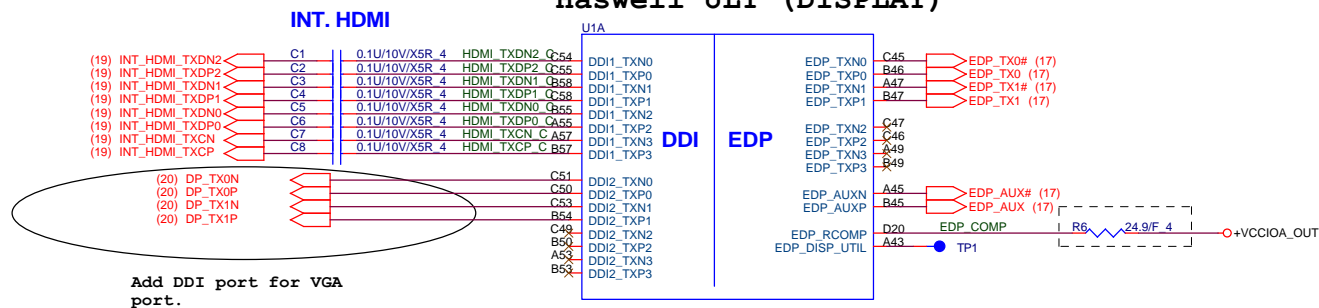 Haswell ULT (DISPLAY)
INT. HDMI
U1A
(19) INT_HDMI_TXDN2 C1 0.1U/10V/X5R_4 HDMI_TXDN2_C C54 DDI1_TXN0
(19) INT_HDMI_TXDP2 C2 0.1U/10V/X5R_4 HDMI_TXDP2_C C55 DDI1_TXP0
(19) INT_HDMI_TXDN1 C3 0.1U/10V/X5R_4 HDMI_TXDN1_C B58 DDI1_TXN1
(19) INT_HDMI_TXDP1 C4 0.1U/10V/X5R_4 HDMI_TXDP1_C C58 DDI1_TXP1
(19) INT_HDMI_TXDN0 C5 0.1U/10V/X5R_4 HDMI_TXDN0_C B55 DDI1_TXN2
(19) INT_HDMI_TXDP0 C6 0.1U/10V/X5R_4 HDMI_TXDP0_C A55 DDI1_TXP2
(19) INT_HDMI_TXCN C7 0.1U/10V/X5R_4 HDMI_TXCN_C A57 DDI1_TXN3
(19) INT_HDMI_TXCP C8 0.1U/10V/X5R_4 HDMI_TXCP_C B57 DDI1_TXP3
DDI EDP
(20) DP_TX0N C51 DDI2_TXN0
(20) DP_TX0P C50 DDI2_TXP0
(20) DP_TX1N C53 DDI2_TXN1
(20) DP_TX1P B54 DDI2_TXP1
C49 DDI2_TXN2
B50 DDI2_TXP2
A53 DDI2_TXN3
B53 DDI2_TXP3
EDP_TXN0 C45 EDP_TX0# (17)
EDP_TXP0 B46 EDP_TX0 (17)
EDP_TXN1 A47 EDP_TX1# (17)
EDP_TXP1 B47 EDP_TX1 (17)
EDP_TXN2 C47
EDP_TXP2 C46
EDP_TXN3 A49
EDP_TXP3 B49
EDP_AUXN A45 EDP_AUX# (17)
EDP_AUXP B45 EDP_AUX (17)
EDP_RCOMP D20 EDP_COMP R6 24.9/F_4 +VCCIOA_OUT
EDP_DISP_UTIL A43 TP1
Add DDI port for VGA
port.